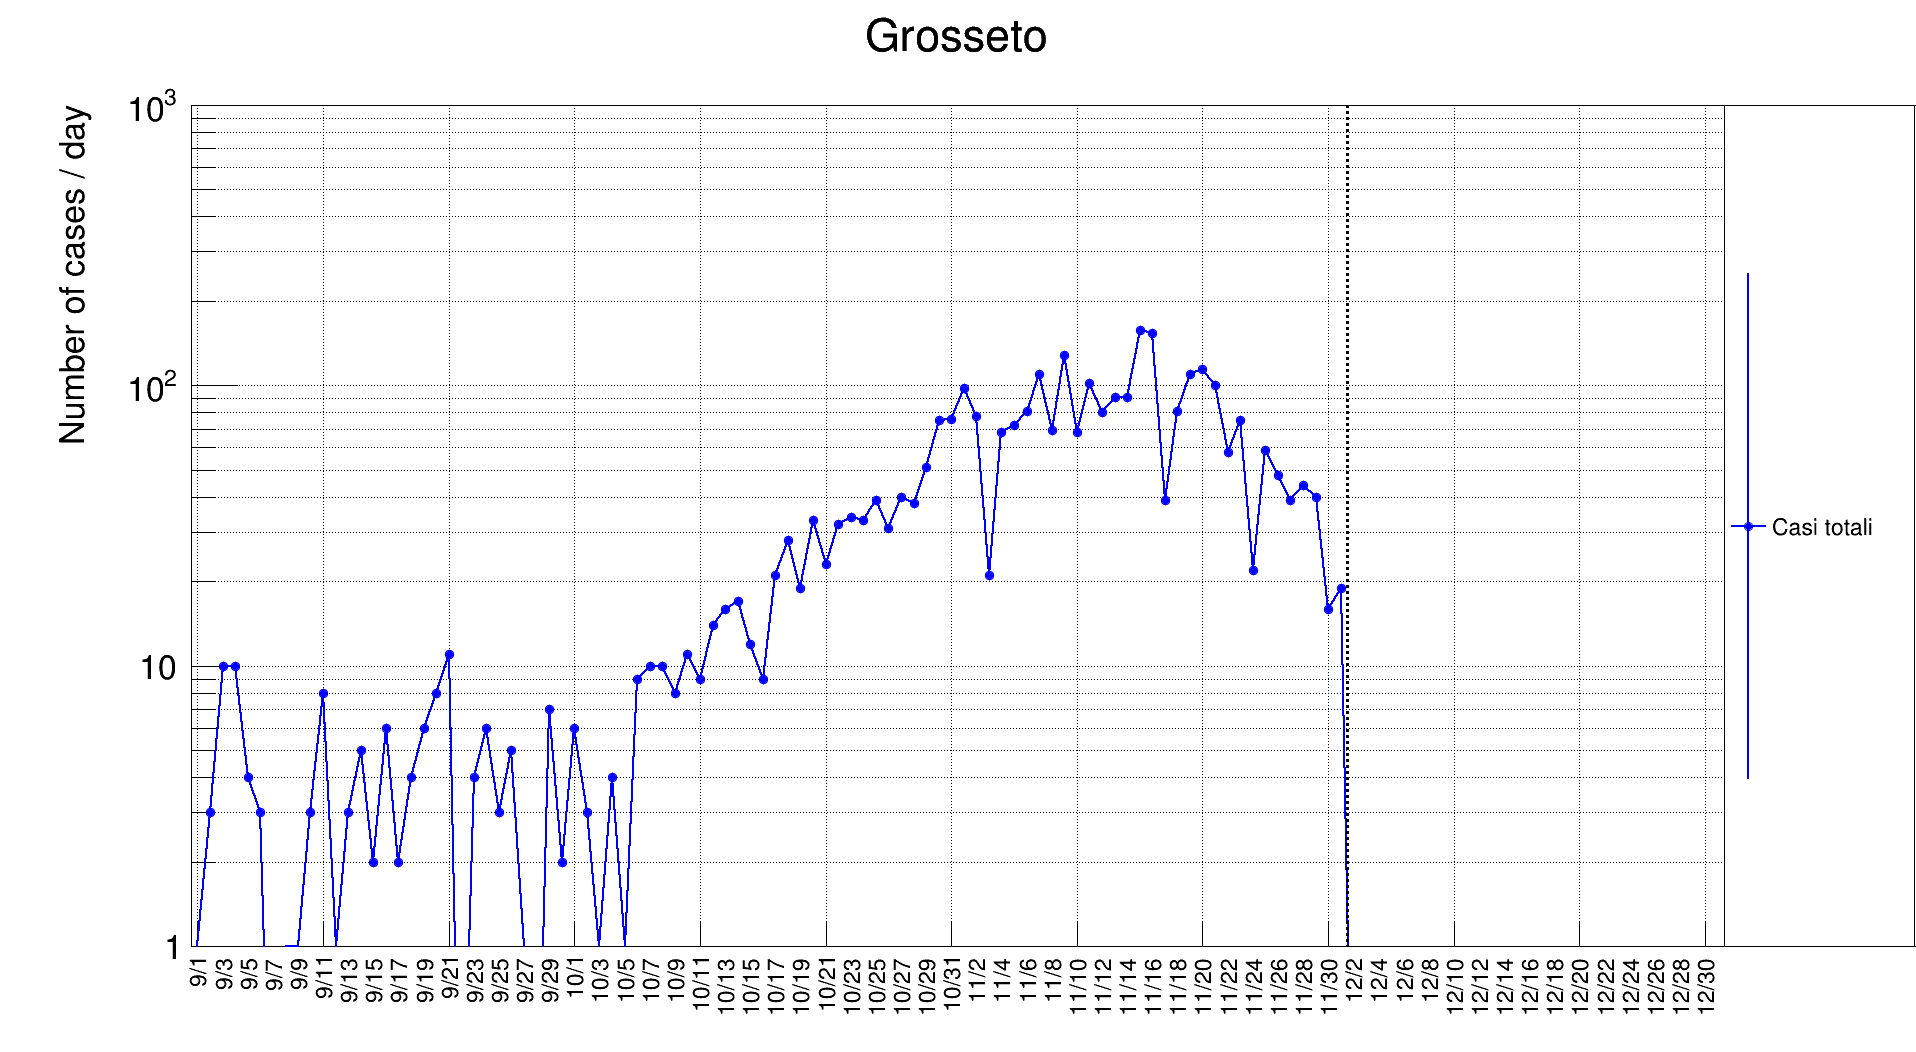 Grosseto
Number of cases / day
10³
10²
10
1
9/1 9/3 9/5 9/7 9/9 9/11 9/13 9/15 9/17 9/19 9/21 9/23 9/25 9/27 9/29 10/1 10/3 10/5 10/7 10/9 10/11 10/13 10/15 10/17 10/19 10/21 10/23 10/25 10/27 10/29 10/31 11/2 11/4 11/6 11/8 11/10 11/12 11/14 11/16 11/18 11/20 11/22 11/24 11/26 11/28 11/30 12/2 12/4 12/6 12/8 12/10 12/12 12/14 12/16 12/18 12/20 12/22 12/24 12/26 12/28 12/30
Casi totali